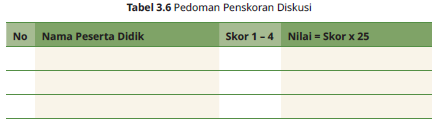 Tabel 3.6 Pedoman Penskoran Diskusi
No Nama Peserta Didik Skor 1 – 4 Nilai = Skor x 25